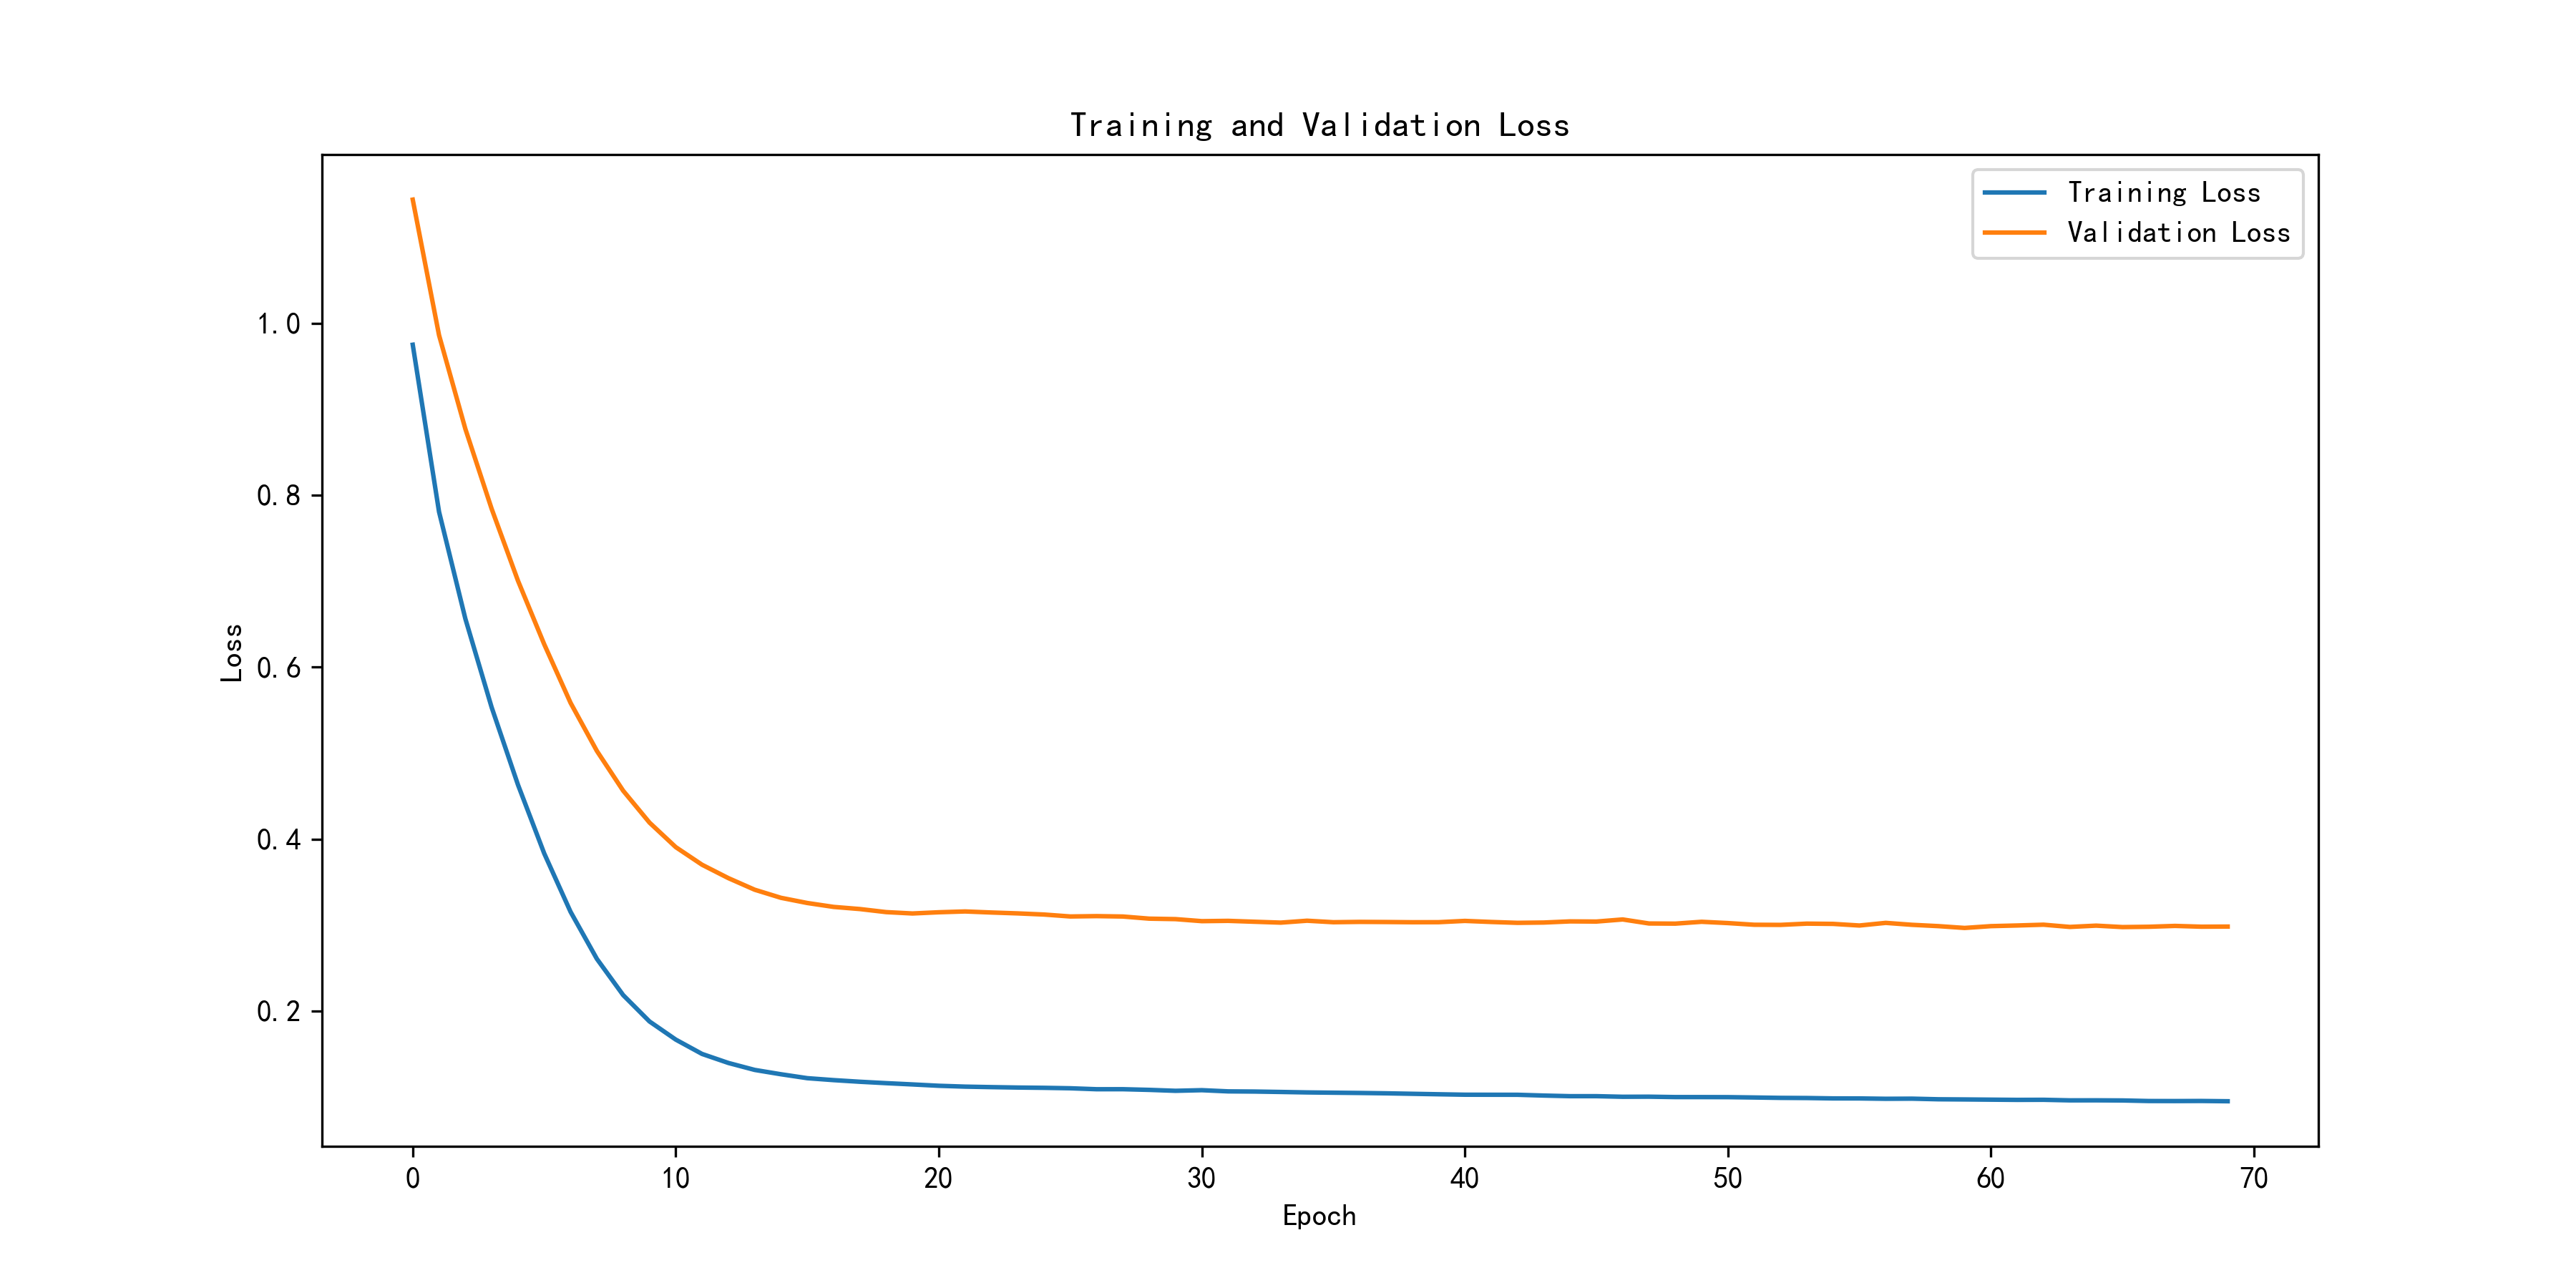 Training and Validation Loss
Training Loss
Validation Loss
1.0
0.8
0.6
0.4
0.2
Loss
0 10 20 30 40 50 60 70
Epoch